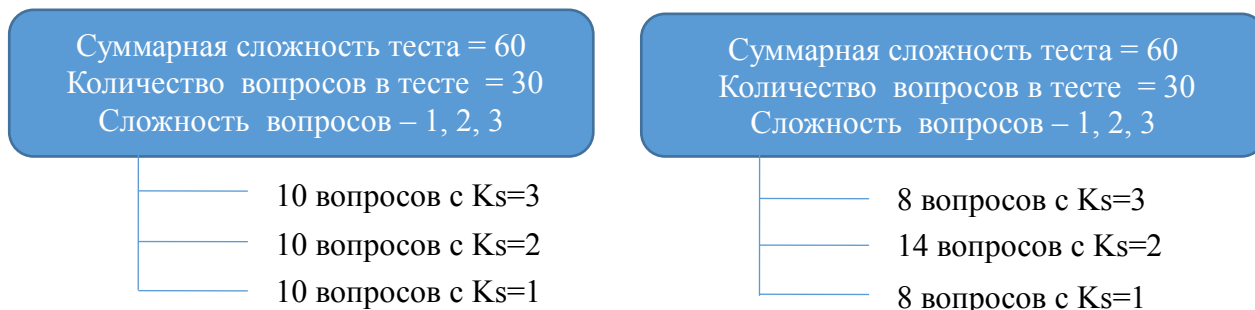 Суммарная сложность теста = 60
Количество вопросов в тесте = 30
Сложность вопросов – 1, 2, 3
10 вопросов с Ks=3
10 вопросов с Ks=2
10 вопросов с Ks=1
Суммарная сложность теста = 60
Количество вопросов в тесте = 30
Сложность вопросов – 1, 2, 3
8 вопросов с Ks=3
14 вопросов с Ks=2
8 вопросов с Ks=1